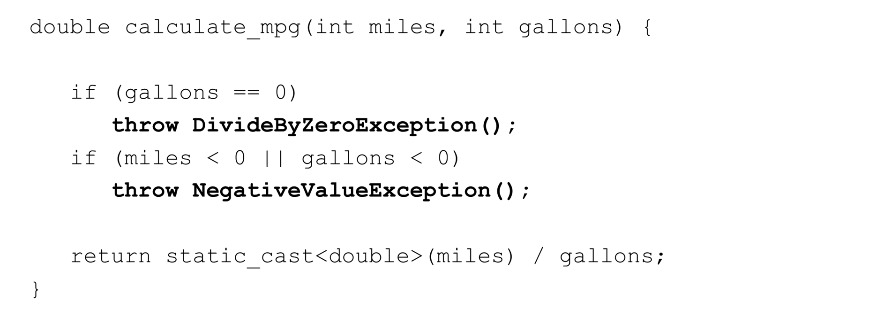 double calculate_mpg(int miles, int gallons) {
if (gallons == 0)
throw DivideByZeroException();
if (miles < 0 || gallons < 0)
throw NegativeValueException();
return static_cast<double>(miles) / gallons;
}